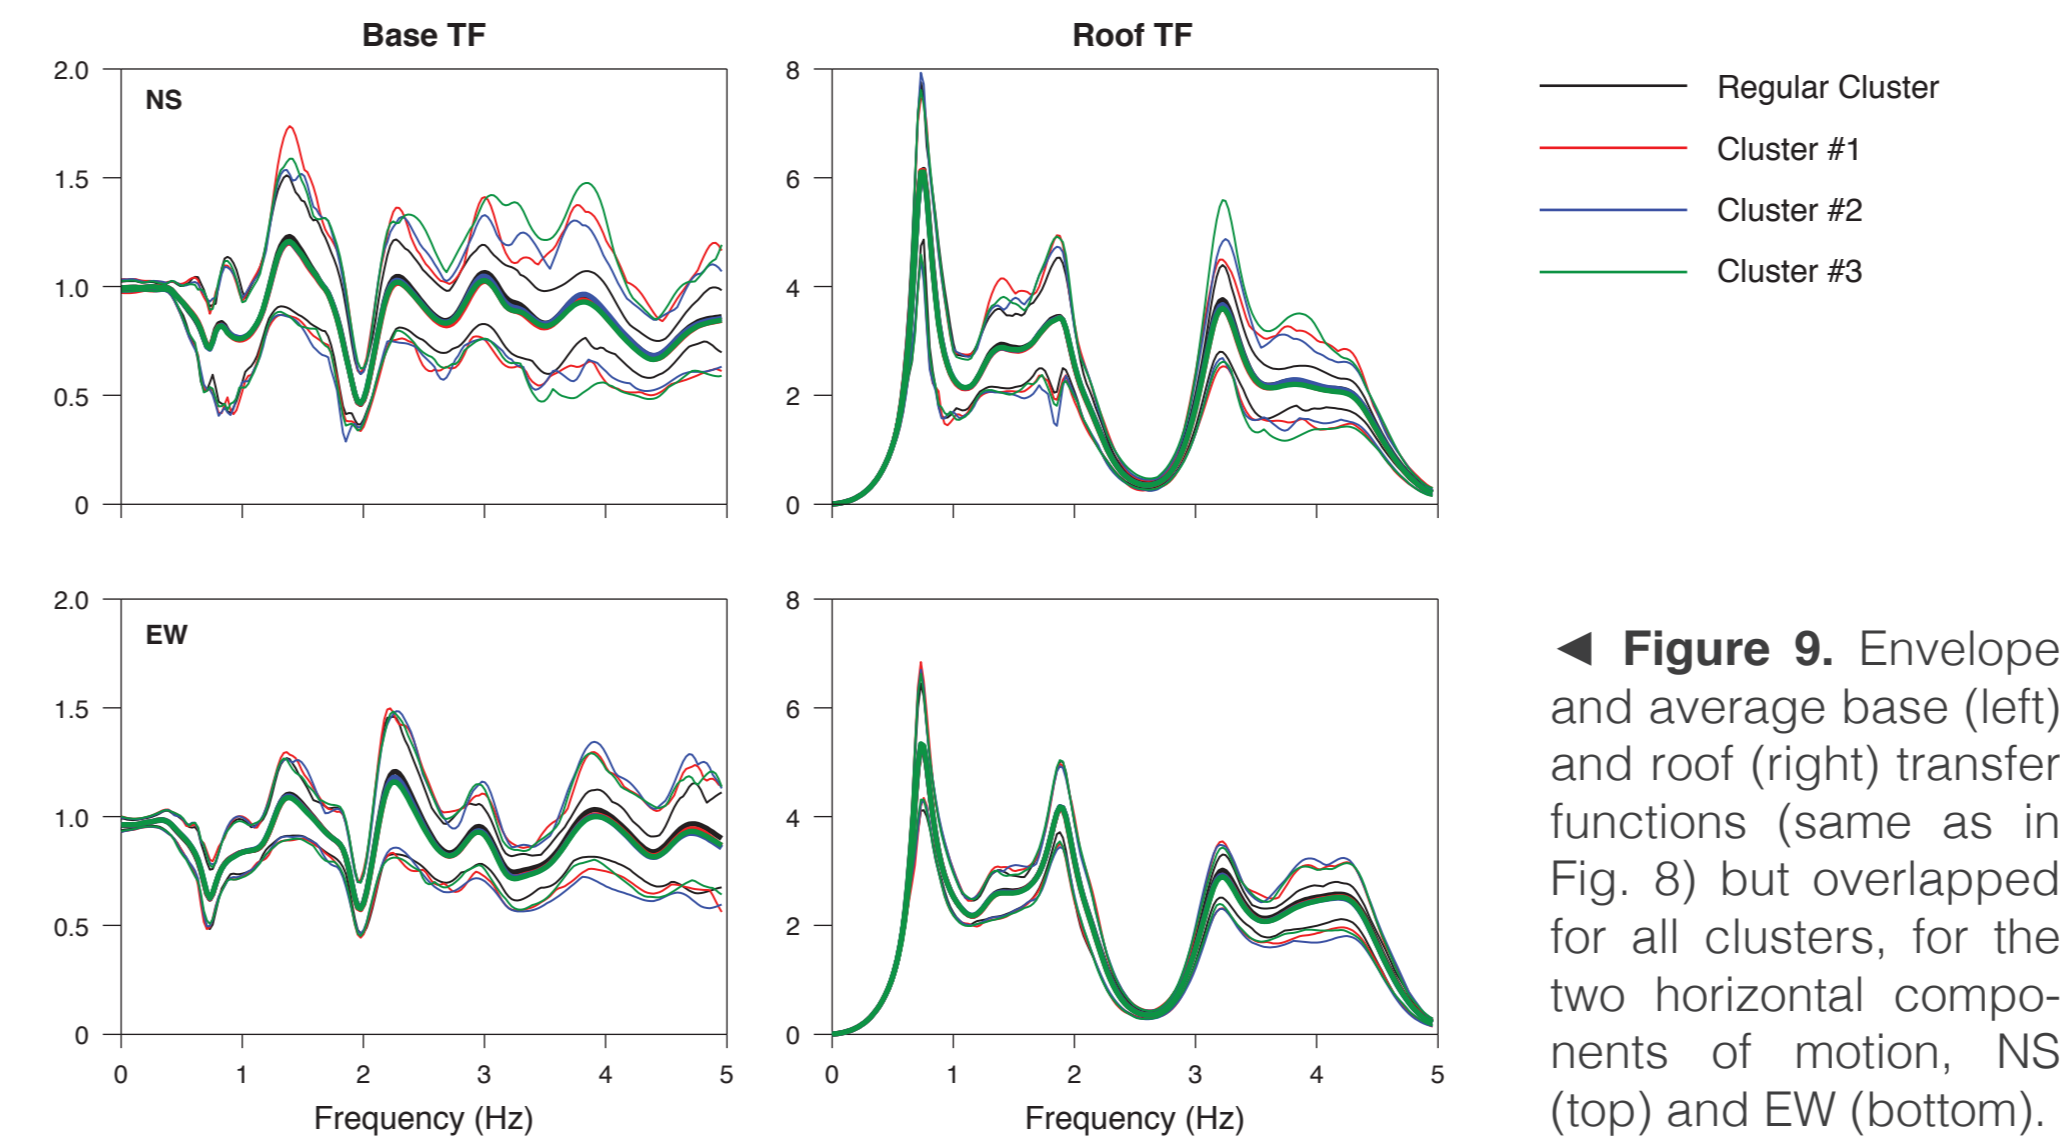 Base TF
Roof TF
2.0
1.5
1.0
0.5
0
NS
8
6
4
2
0
Regular Cluster
Cluster #1
Cluster #2
Cluster #3
2.0
1.5
1.0
0.5
0
EW
0 1 2 3 4 5
Frequency (Hz)
8
6
4
2
0
0 1 2 3 4 5
Frequency (Hz)
◀ Figure 9. Envelope
and average base (left)
and roof (right) transfer
functions (same as in
Fig. 8) but overlapped
for all clusters, for the
two horizontal compo-
nents of motion, NS
(top) and EW (bottom).